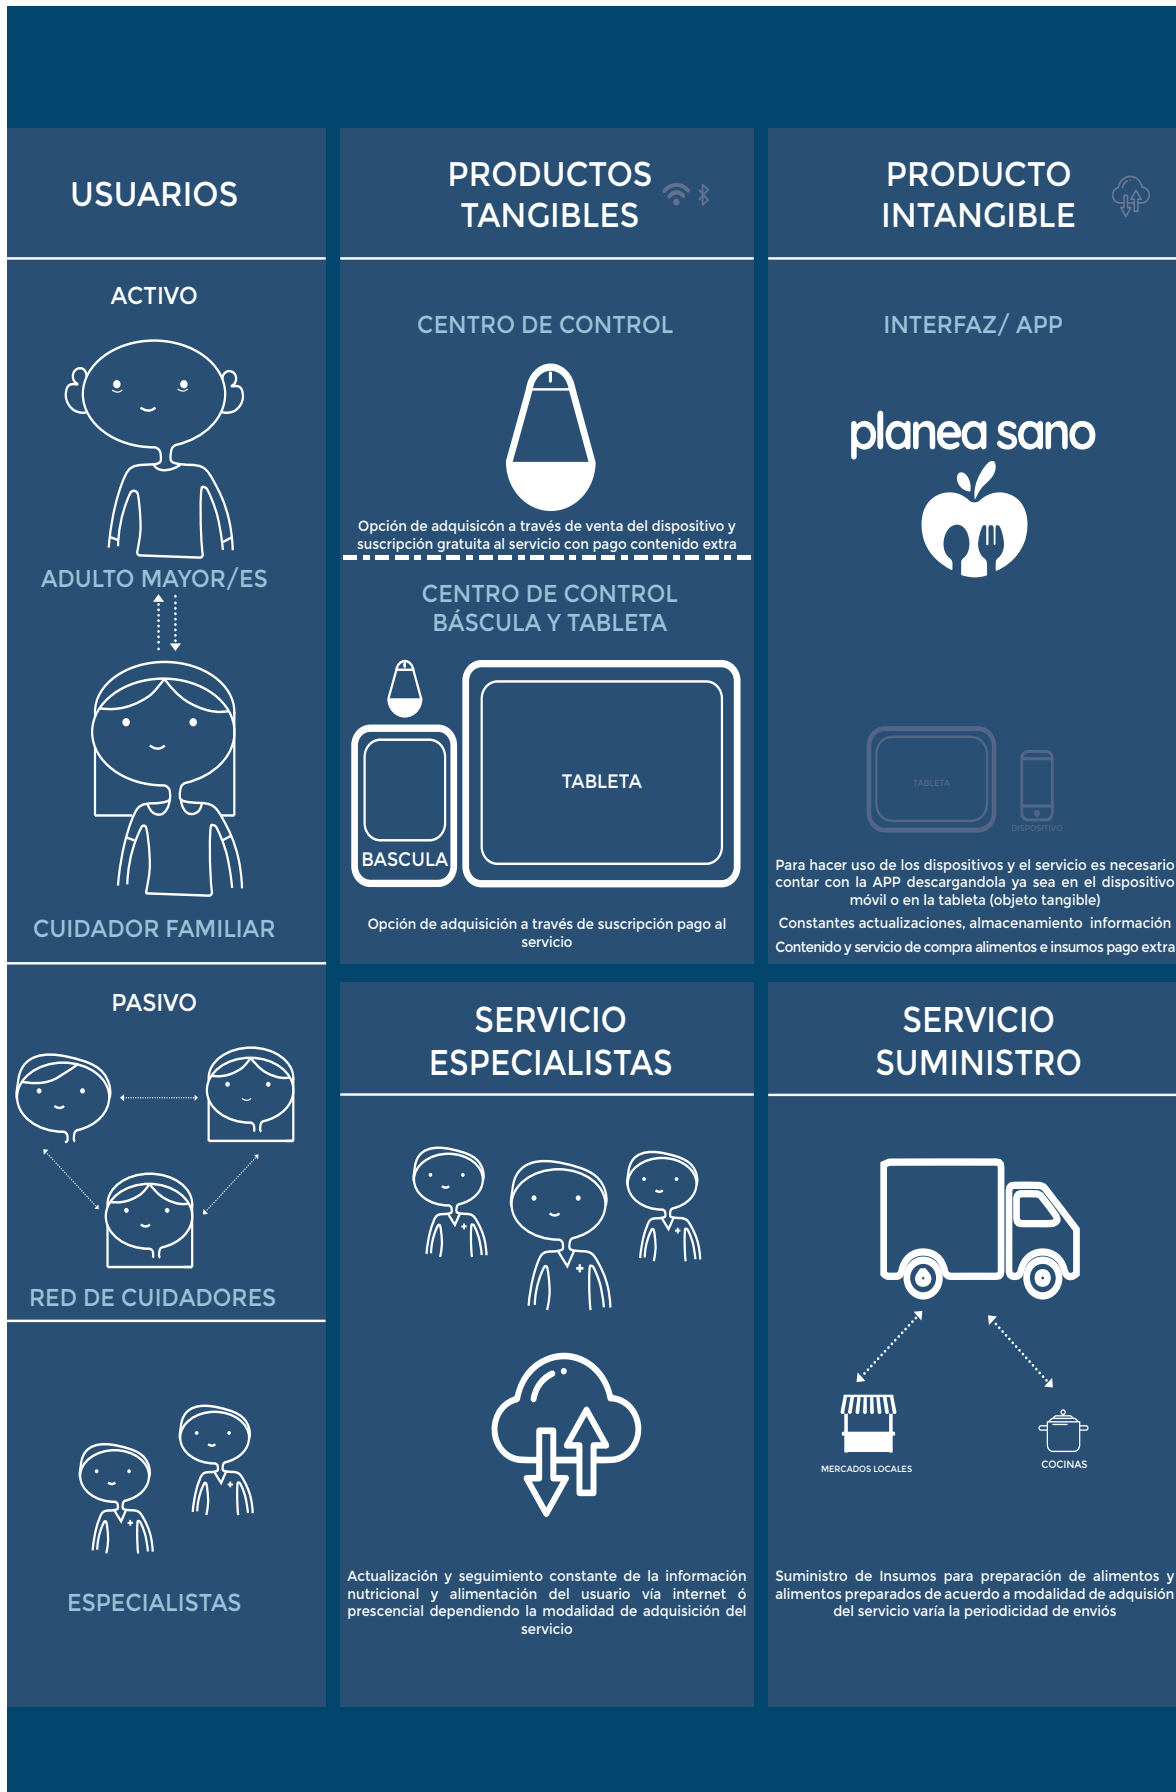 USUARIOS
ACTIVO
ADULTO MAYOR/ES
CUIDADOR FAMILIAR
PASIVO
RED DE CUIDADORES
ESPECIALISTAS
PRODUCTOS
TANGIBLES
CENTRO DE CONTROL
Opción de adquisicón a través de venta del dispositivo y
suscripción gratuita al servicio con pago contenido extra
CENTRO DE CONTROL
BÁSCULA Y TABLETA
TABLETA
BASCULA
Opción de adquisición a través de suscripción pago al
servicio
PRODUCTO
INTANGIBLE
INTERFAZ/ APP
planea sano
TABLETA
DISPOSITIVO
Para hacer uso de los dispositivos y el servicio es necesario
contar con la APP descargandola ya sea en el dispositivo
móvil o en la tableta (objeto tangible)
Constantes actualizaciones, almacenamiento información
Contenido y servicio de compra alimentos e insumos pago extra
SERVICIO
ESPECIALISTAS
Actualización y seguimiento constante de la información
nutricional y alimentación del usuario vía internet ó
prescencial dependiendo la modalidad de adquisición del
servicio
SERVICIO
SUMINISTRO
MERCADOS LOCALES
COCINAS
Suministro de Insumos para preparación de alimentos y
alimentos preparados de acuerdo a modalidad de adquisión
del servicio varía la periodicidad de enviós